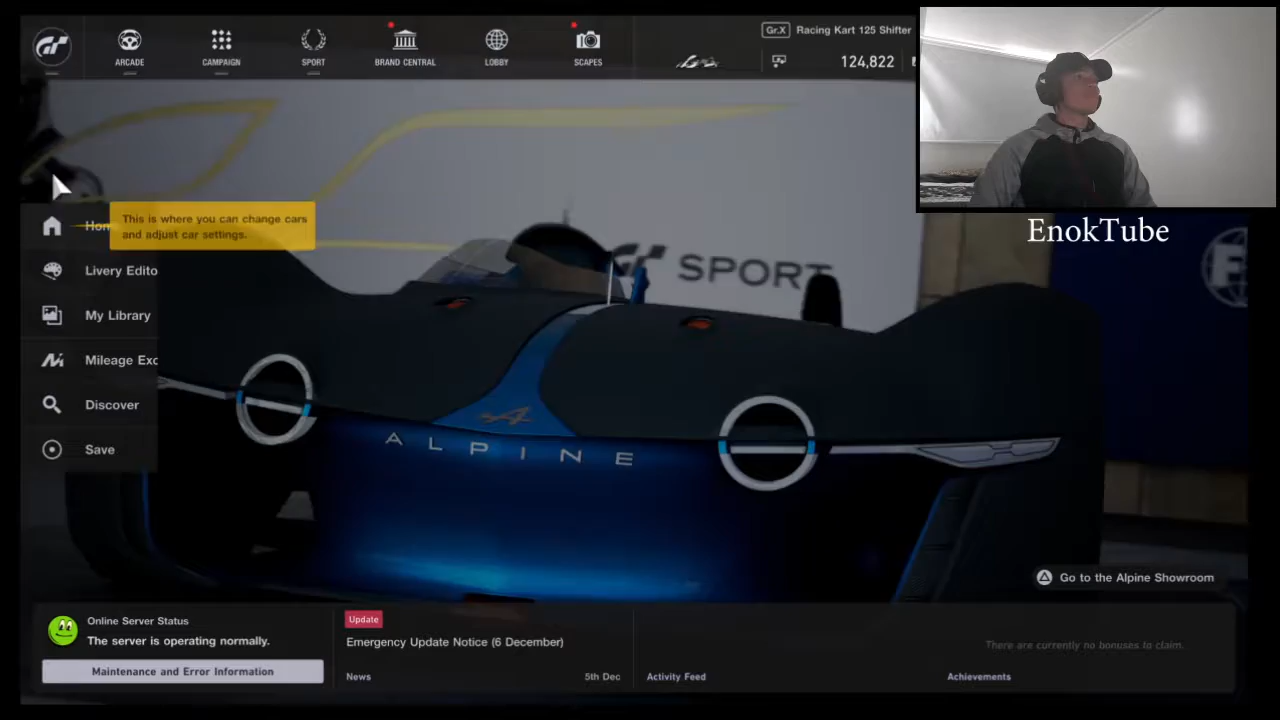 ARCADE
CAMPAIGN
SPORT
BRAND CENTRAL
LOBBY
SCAPES
Gr.X Racing Kart 125 Shifter
124,822
EnokTube
This is where you can change cars
and adjust car settings.
Livery Edito
My Library
Mileage Exc
Discover
Save
SPORT
ALPINE
Go to the Alpine Showroom
Online Server Status
The server is operating normally.
Maintenance and Error Information
Update
Emergency Update Notice (6 December)
News
5th Dec
Activity Feed
There are currently no bonuses to claim.
Achievements